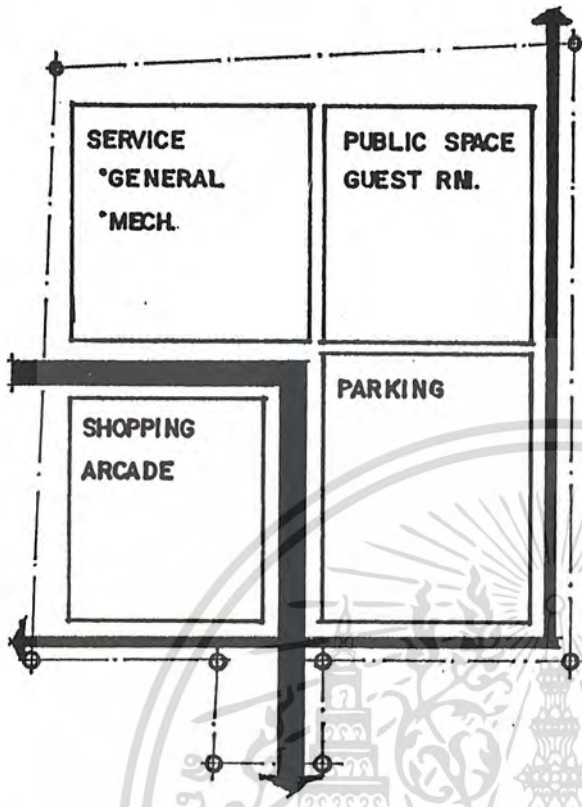 SERVICE
°GENERAL
°MECH.
PUBLIC SPACE
GUEST RM.
SHOPPING
ARCADE
PARKING